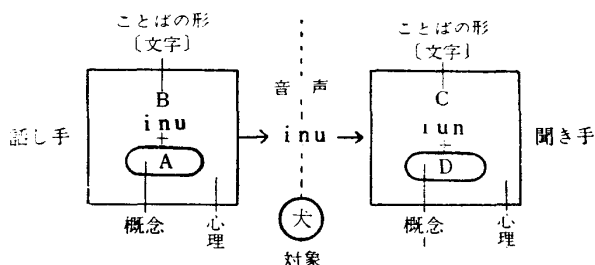 ことばの形
〔文字〕
B
inu
+
A
話し手
概念
心理
音声
inu
犬
対象
ことばの形
〔文字〕
C
iun
+
D
聞き手
概念
心理